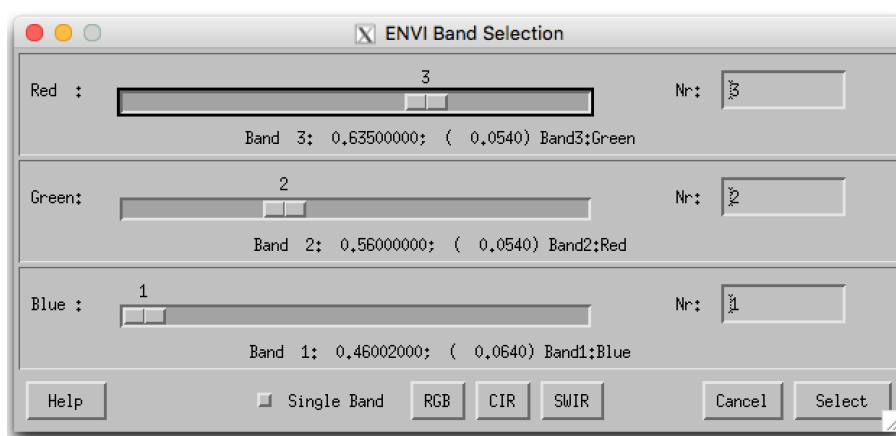 X ENVI Band Selection
3
Red : Nr: 3
Band 3: 0.63500000; ( 0.0540) Band3:Green
2
Green: Nr: 2
Band 2: 0.56000000; ( 0.0540) Band2:Red
1
Blue : Nr: 1
Band 1: 0.46002000; ( 0.0640) Band1:Blue
Help Single Band RGB CIR SWIR Cancel Select